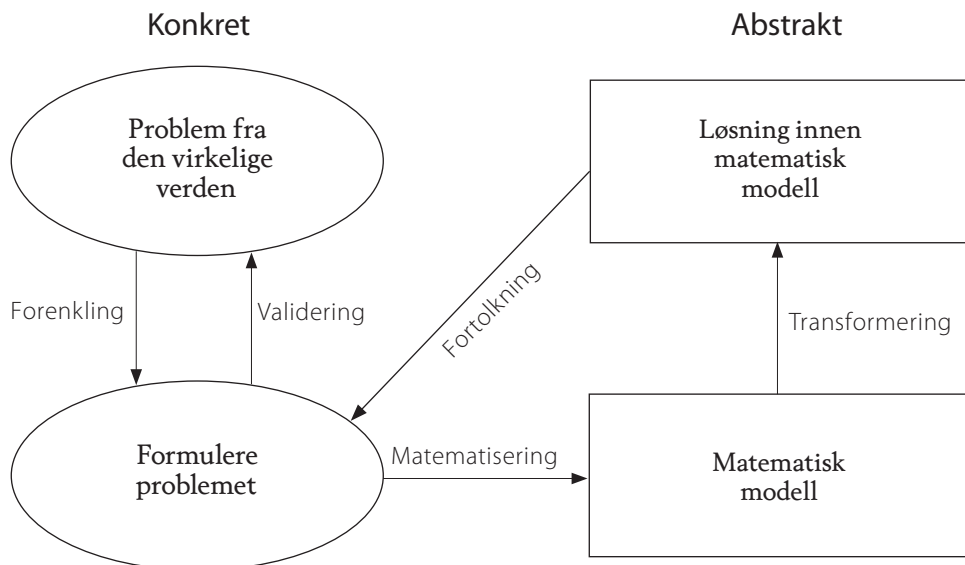 Konkret
Abstrakt
Problem fra
den virkelige
verden
Løsning innen
matematisk
modell
Forenkling
Validering
Fortolkning
Transformering
Formulere
problemet
Matematisering
Matematisk
modell